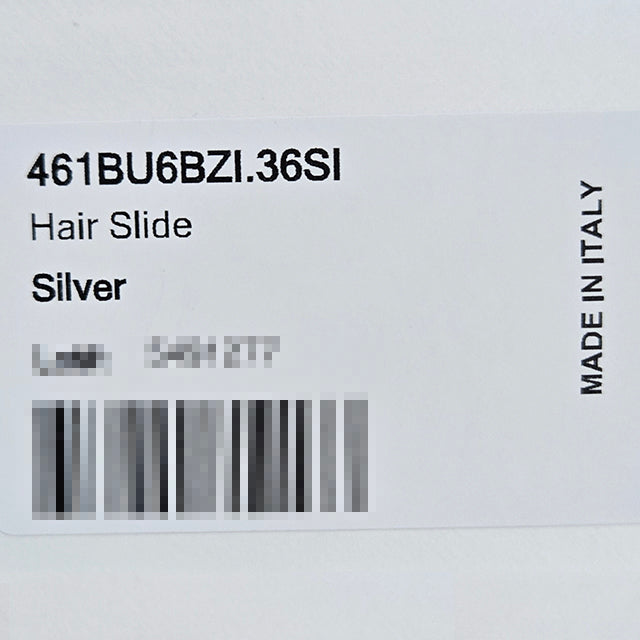 461BU6BZI.36SI
Hair Slide
Silver
MADE IN ITALY